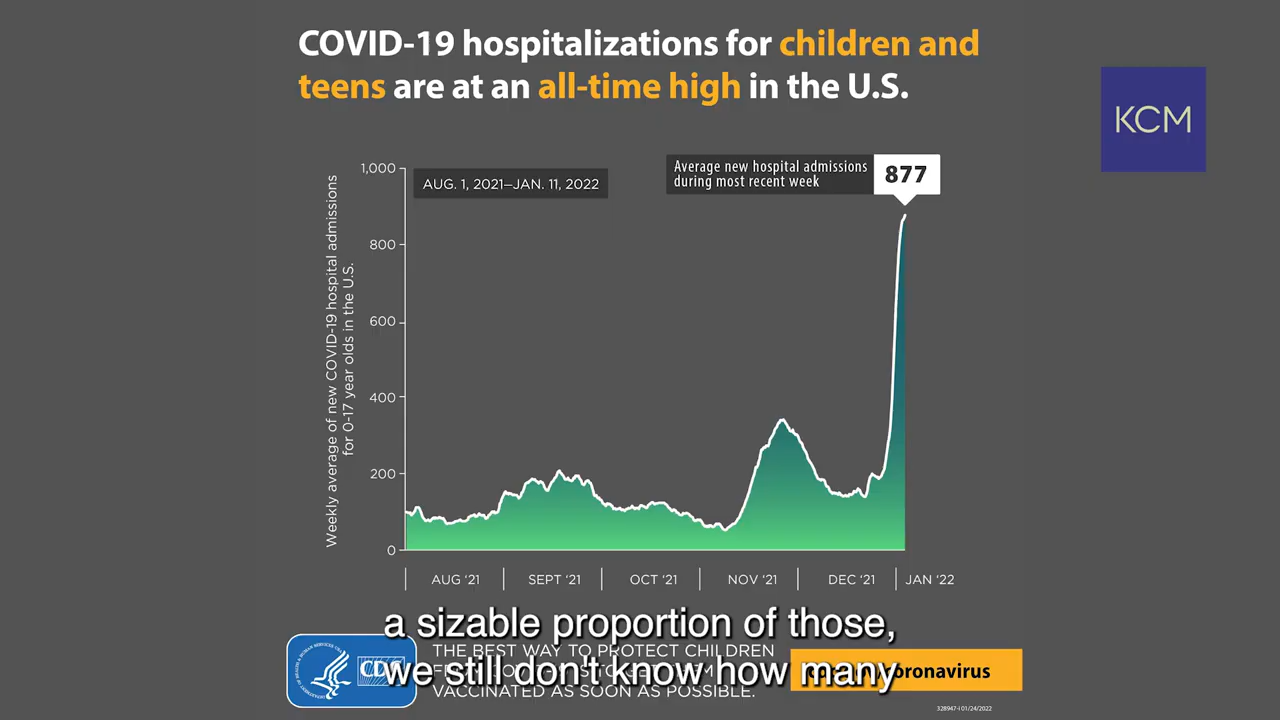 COVID-19 hospitalizations for children and
teens are at an all-time high in the U.S.
KCM
Weekly average of new COVID-19 hospital admissions
for 0-17 year olds in the U.S.
1,000
800
600
400
200
0
AUG. 1, 2021–JAN. 11, 2022
Average new hospital admissions
during most recent week
877
AUG ‘21
SEPT ‘21
OCT ‘21
NOV ‘21
DEC ‘21
JAN ‘22
a sizable proportion of those,
we still don't know how many
CDC
THE BEST WAY TO PROTECT CHILDREN
VACCINATED AS SOON AS POSSIBLE.
328947-I 01/24/2022